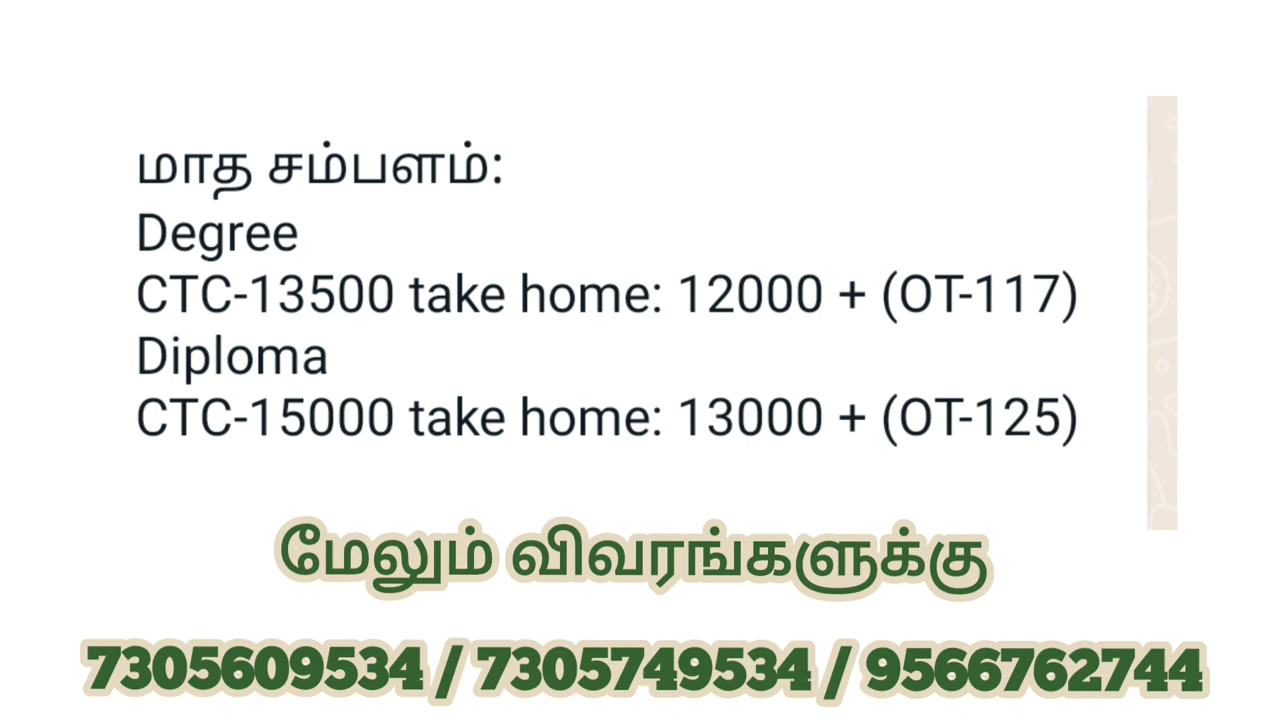 மாத சம்பளம்:
Degree
CTC-13500 take home: 12000 + (OT-117)
Diploma
CTC-15000 take home: 13000 + (OT-125)
மேலும் விவரங்களுக்கு
7305609534 / 7305749534 / 9566762744